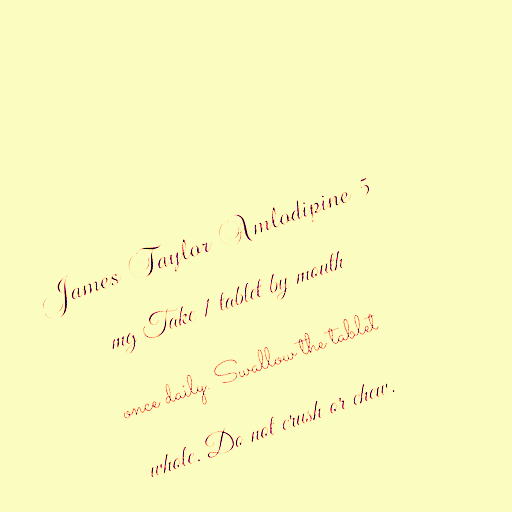 James Taylor Amlodipine 5
mg Take 1 tablet by mouth
once daily. Swallow the tablet
whole. Do not crush or chew.